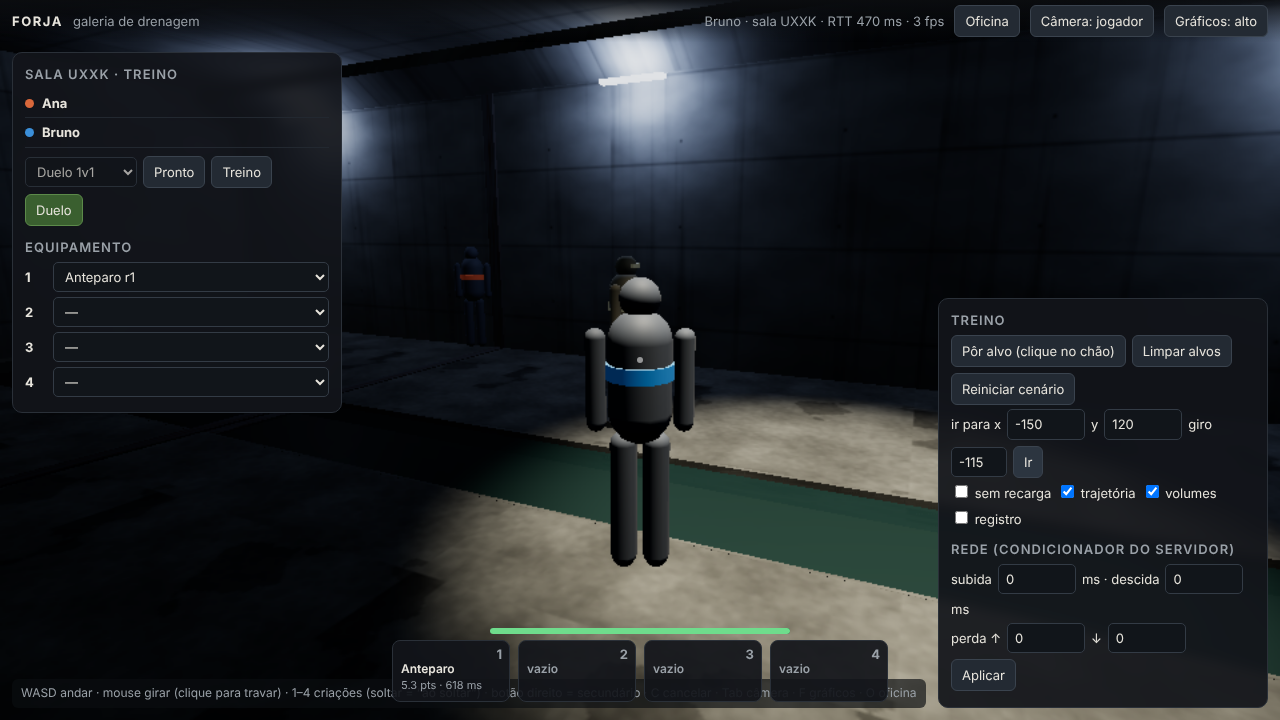 FORJA galeria de drenagem
Bruno · sala UXXK · RTT 470 ms · 3 fps
Oficina
Câmera: jogador
Gráficos: alto
SALA UXXK · TREINO
Ana
Bruno
Duelo 1v1
Pronto
Treino
Duelo
EQUIPAMENTO
1 Anteparo r1
2 —
3 —
4 —
TREINO
Pôr alvo (clique no chão)
Limpar alvos
Reiniciar cenário
ir para x -150 y 120 giro
-115 Ir
sem recarga trajetória volumes
registro
REDE (CONDICIONADOR DO SERVIDOR)
subida 0 ms · descida 0
ms
perda ↑ 0 ↓ 0
Aplicar
1
Anteparo
5.3 pts · 618 ms
2
vazio
3
vazio
4
vazio
WASD andar · mouse girar (clique para travar) · 1–4 criações (soltar botão direito = secundário C cancelar · Tab câmera · F gráficos · O oficina